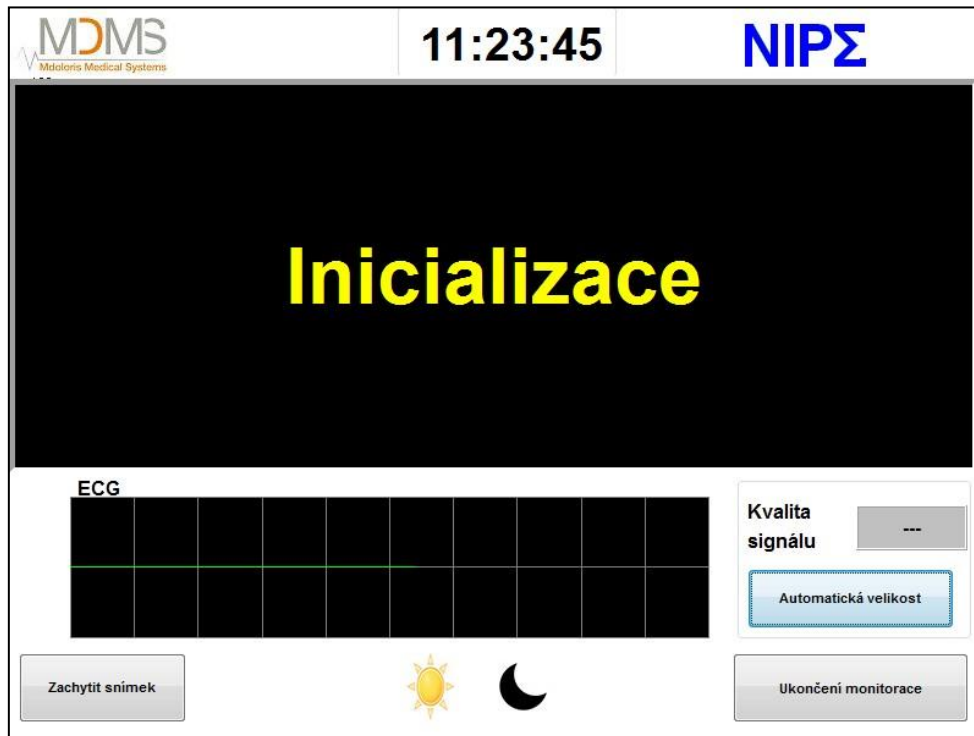 MDMS
Mdoloris Medical Systems
11:23:45
NIPΣ
Inicializace
ECG
Kvalita
signálu
---
Automatická velikost
Zachytit snímek
Ukončení monitorace